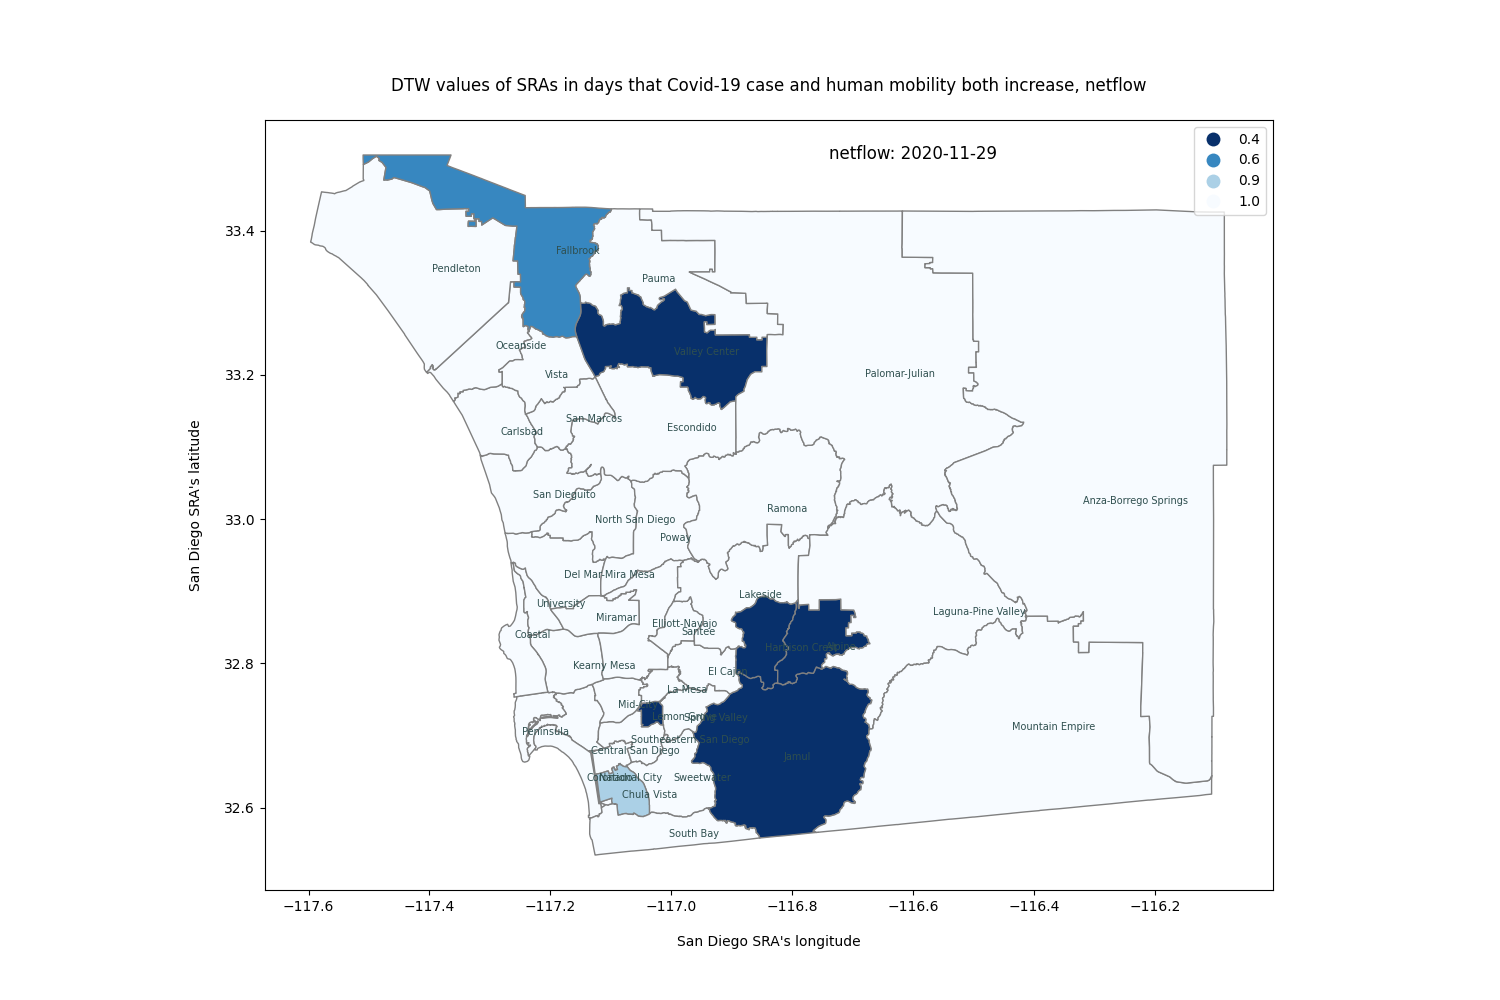 DTW values of SRAs in days that Covid-19 case and human mobility both increase, netflow
netflow: 2020-11-29
0.4
0.6
0.9
1.0
San Diego SRA's latitude
33.4
33.2
33.0
32.8
32.6
Fallbrook
Pendleton
Pauma
Oceanside
Valley Center
Vista
Palomar-Julian
San Marcos
Carlsbad
Escondido
San Dieguito
Anza-Borrego Springs
Ramona
North San Diego
Poway
Del Mar-Mira Mesa
Lakeside
University
Laguna-Pine Valley
Miramar
Elliott-Navajo
Santee
Coastal
Harbison Crest
Kearny Mesa
El Cajon
La Mesa
Mid-City
Lemon Grove
Spring Valley
Mountain Empire
Peninsula
Southeastern San Diego
Central San Diego
Jamul
Coronado
National City
Sweetwater
Chula Vista
South Bay
−117.6
−117.4
−117.2
−117.0
−116.8
−116.6
−116.4
−116.2
San Diego SRA's longitude